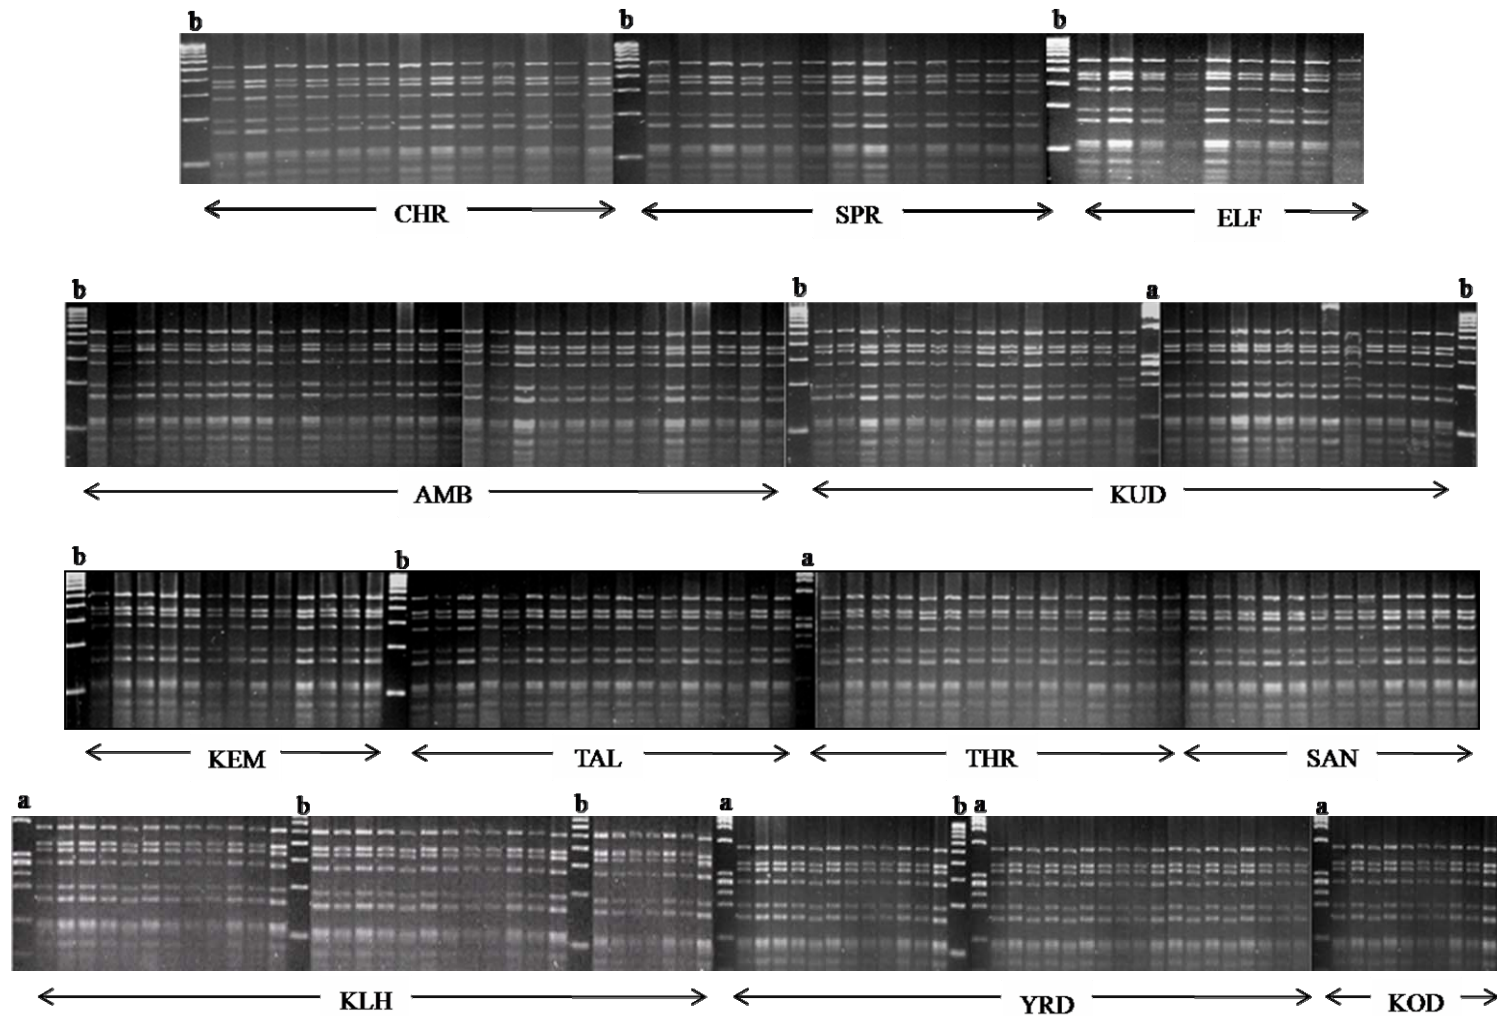 b b b
CHR SPR ELF
b b a b
AMB KUD
b b a
KEM TAL THR SAN
a b b a b a a
KLH YRD KOD